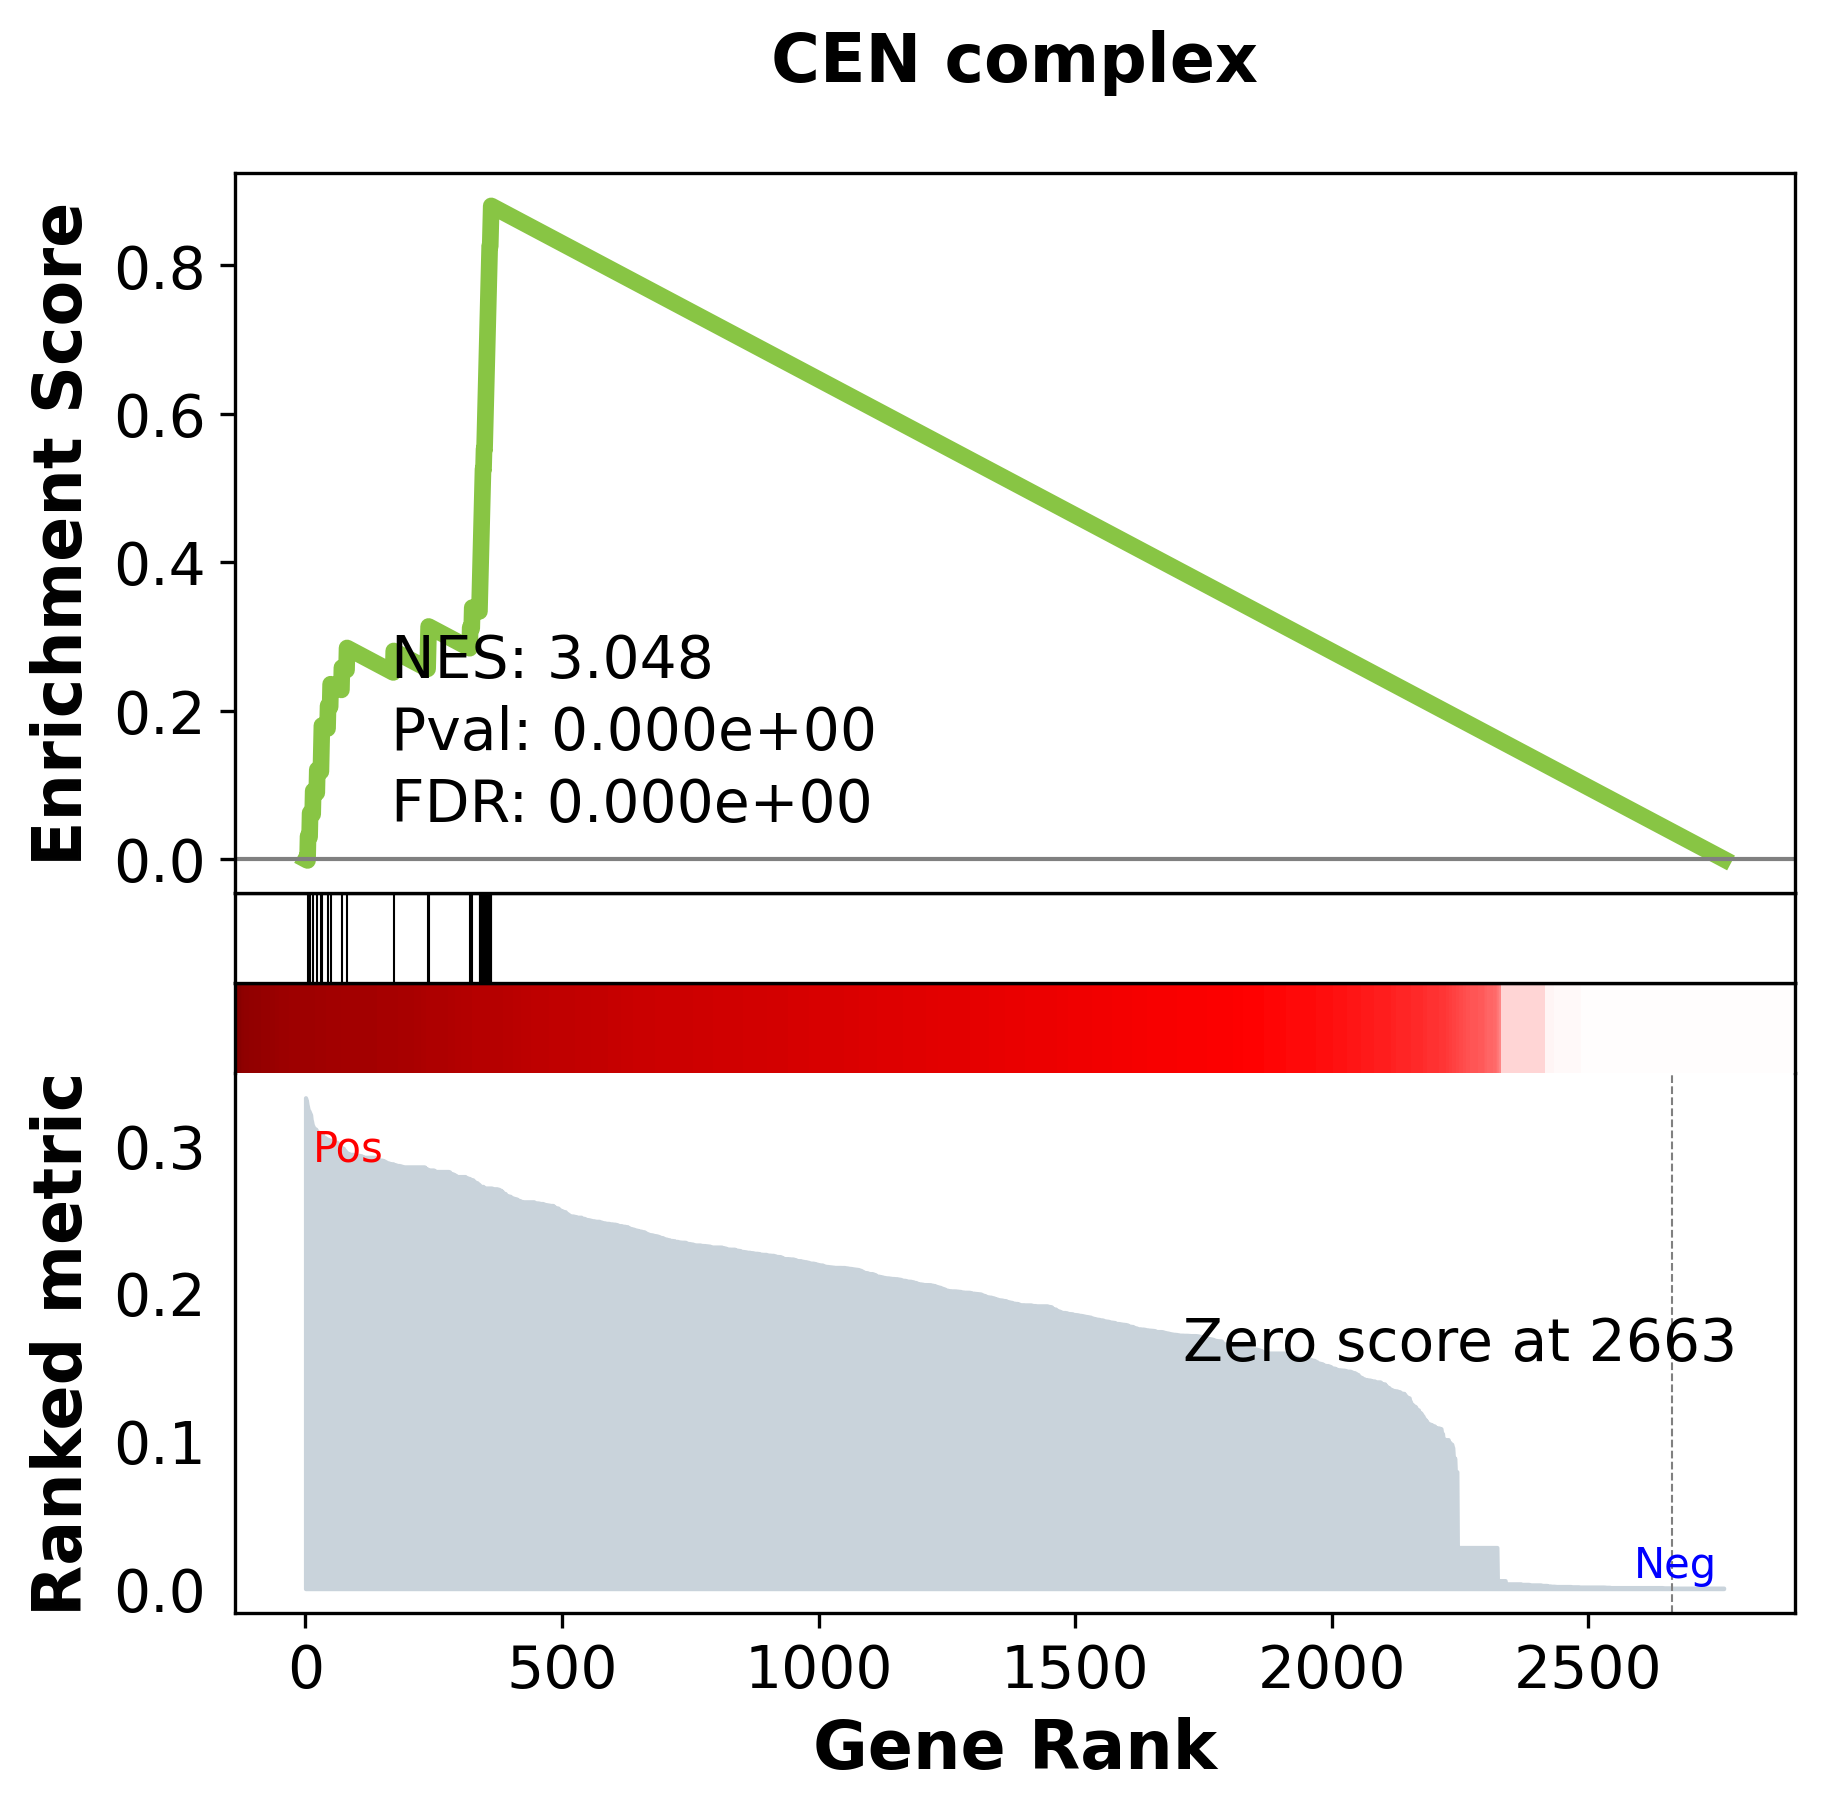 CEN complex
Enrichment Score
0.8
0.6
0.4
0.2
0.0
NES: 3.048
Pval: 0.000e+00
FDR: 0.000e+00
Ranked metric
0.3
0.2
0.1
0.0
Pos
Zero score at 2663
Neg
0 500 1000 1500 2000 2500
Gene Rank